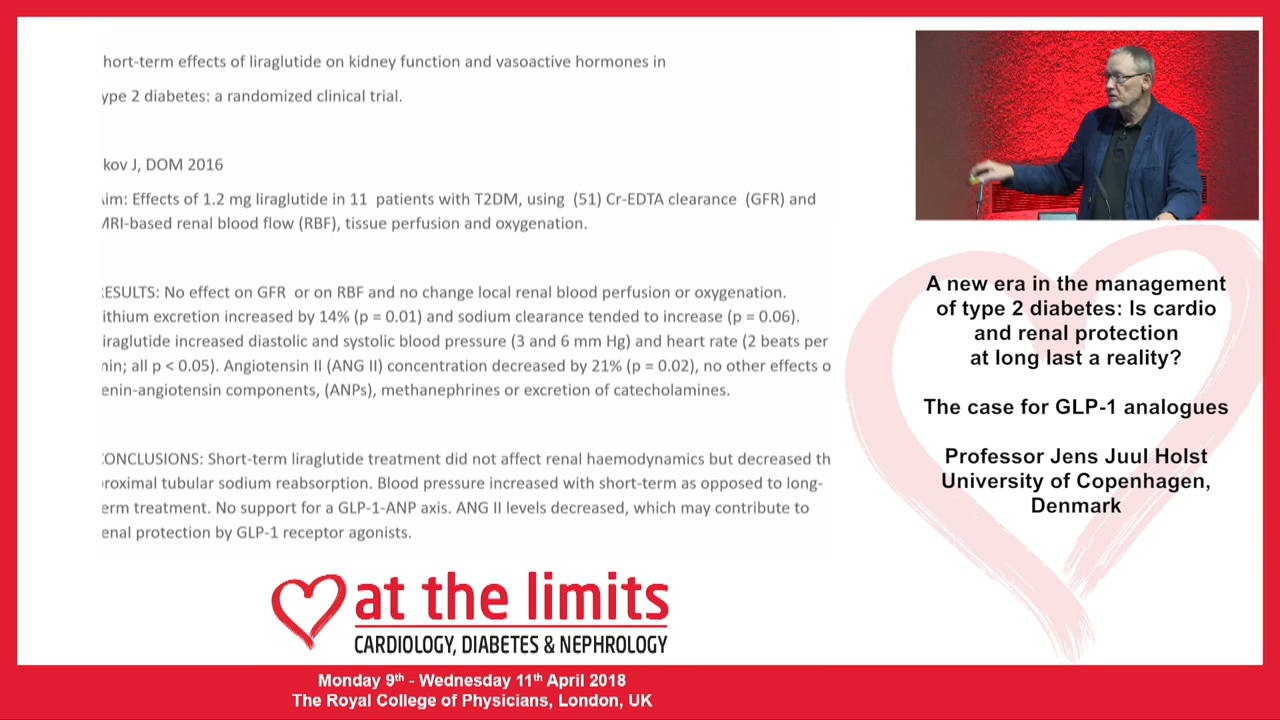 hort-term effects of liraglutide on kidney function and vasoactive hormones in
ype 2 diabetes: a randomized clinical trial.
kov J, DOM 2016
im: Effects of 1.2 mg liraglutide in 11 patients with T2DM, using (51) Cr-EDTA clearance (GFR) and
MRI-based renal blood flow (RBF), tissue perfusion and oxygenation.
ESULTS: No effect on GFR or on RBF and no change local renal blood perfusion or oxygenation.
ithium excretion increased by 14% (p = 0.01) and sodium clearance tended to increase (p = 0.06).
iraglutide increased diastolic and systolic blood pressure (3 and 6 mm Hg) and heart rate (2 beats per
min; all p < 0.05). Angiotensin II (ANG II) concentration decreased by 21% (p = 0.02), no other effects o
enin-angiotensin components, (ANPs), methanephrines or excretion of catecholamines.
ONCLUSIONS: Short-term liraglutide treatment did not affect renal haemodynamics but decreased th
roximal tubular sodium reabsorption. Blood pressure increased with short-term as opposed to long-
erm treatment. No support for a GLP-1-ANP axis. ANG II levels decreased, which may contribute to
enal protection by GLP-1 receptor agonists.
at the limits
CARDIOLOGY, DIABETES & NEPHROLOGY
Monday 9th - Wednesday 11th April 2018
The Royal College of Physicians, London, UK
A new era in the management
of type 2 diabetes: Is cardio
and renal protection
at long last a reality?
The case for GLP-1 analogues
Professor Jens Juul Holst
University of Copenhagen,
Denmark